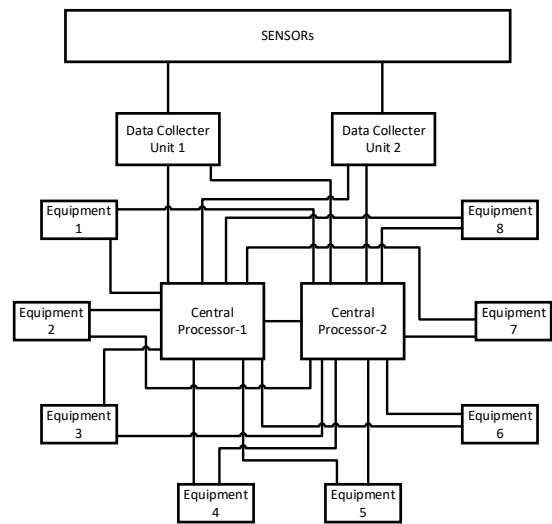 SENSORs
Data Collecter
Unit 1
Data Collecter
Unit 2
Equipment
1
Equipment
8
Central
Processor-1
Central
Processor-2
Equipment
2
Equipment
7
Equipment
3
Equipment
6
Equipment
4
Equipment
5